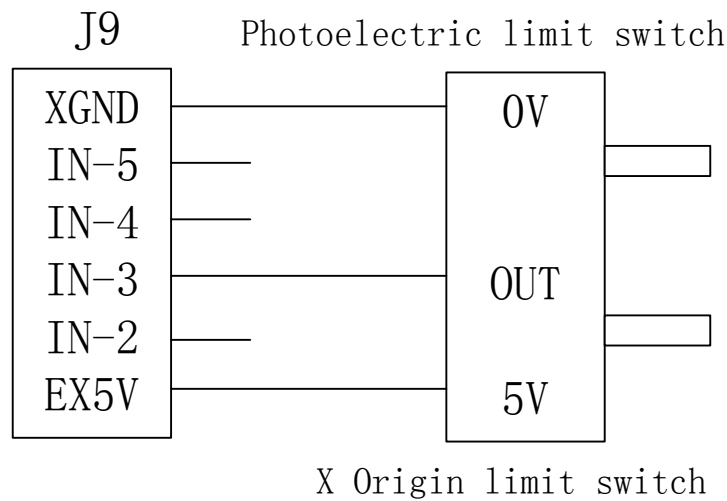 J9
Photoelectric limit switch
XGND
IN-5
IN-4
IN-3
IN-2
EX5V
0V
OUT
5V
X Origin limit switch